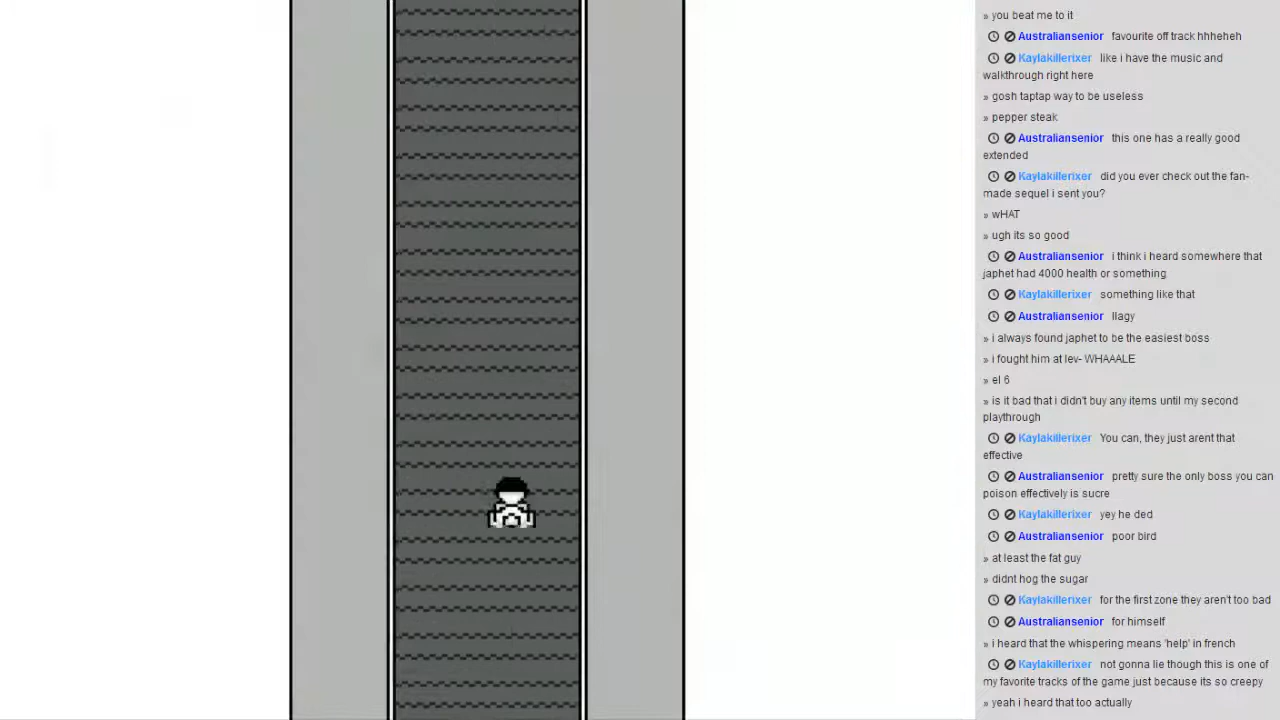 » you beat me to it
Australiansenior favourite off track hhheheh
Kaylakillerixer like i have the music and
walkthrough right here
» gosh taptap way to be useless
» pepper steak
Australiansenior this one has a really good
extended
Kaylakillerixer did you ever check out the fan-
made sequel i sent you?
» wHAT
» ugh its so good
Australiansenior i think i heard somewhere that
japhet had 4000 health or something
Kaylakillerixer something like that
Australiansenior llagy
» i always found japhet to be the easiest boss
» i fought him at lev- WHAAALE
» el 6
» is it bad that i didn't buy any items until my second
playthrough
Kaylakillerixer You can, they just arent that
effective
Australiansenior pretty sure the only boss you can
poison effectively is sucre
Kaylakillerixer yey he ded
Australiansenior poor bird
» at least the fat guy
» didnt hog the sugar
Kaylakillerixer for the first zone they aren't too bad
Australiansenior for himself
» i heard that the whispering means 'help' in french
Kaylakillerixer not gonna lie though this is one of
my favorite tracks of the game just because its so creepy
» yeah i heard that too actually